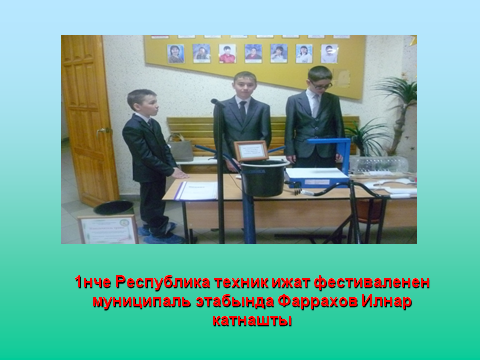 1нче Республика техник ижат фестиваленен
муниципаль этабында Фаррахов Илнар
катнашты